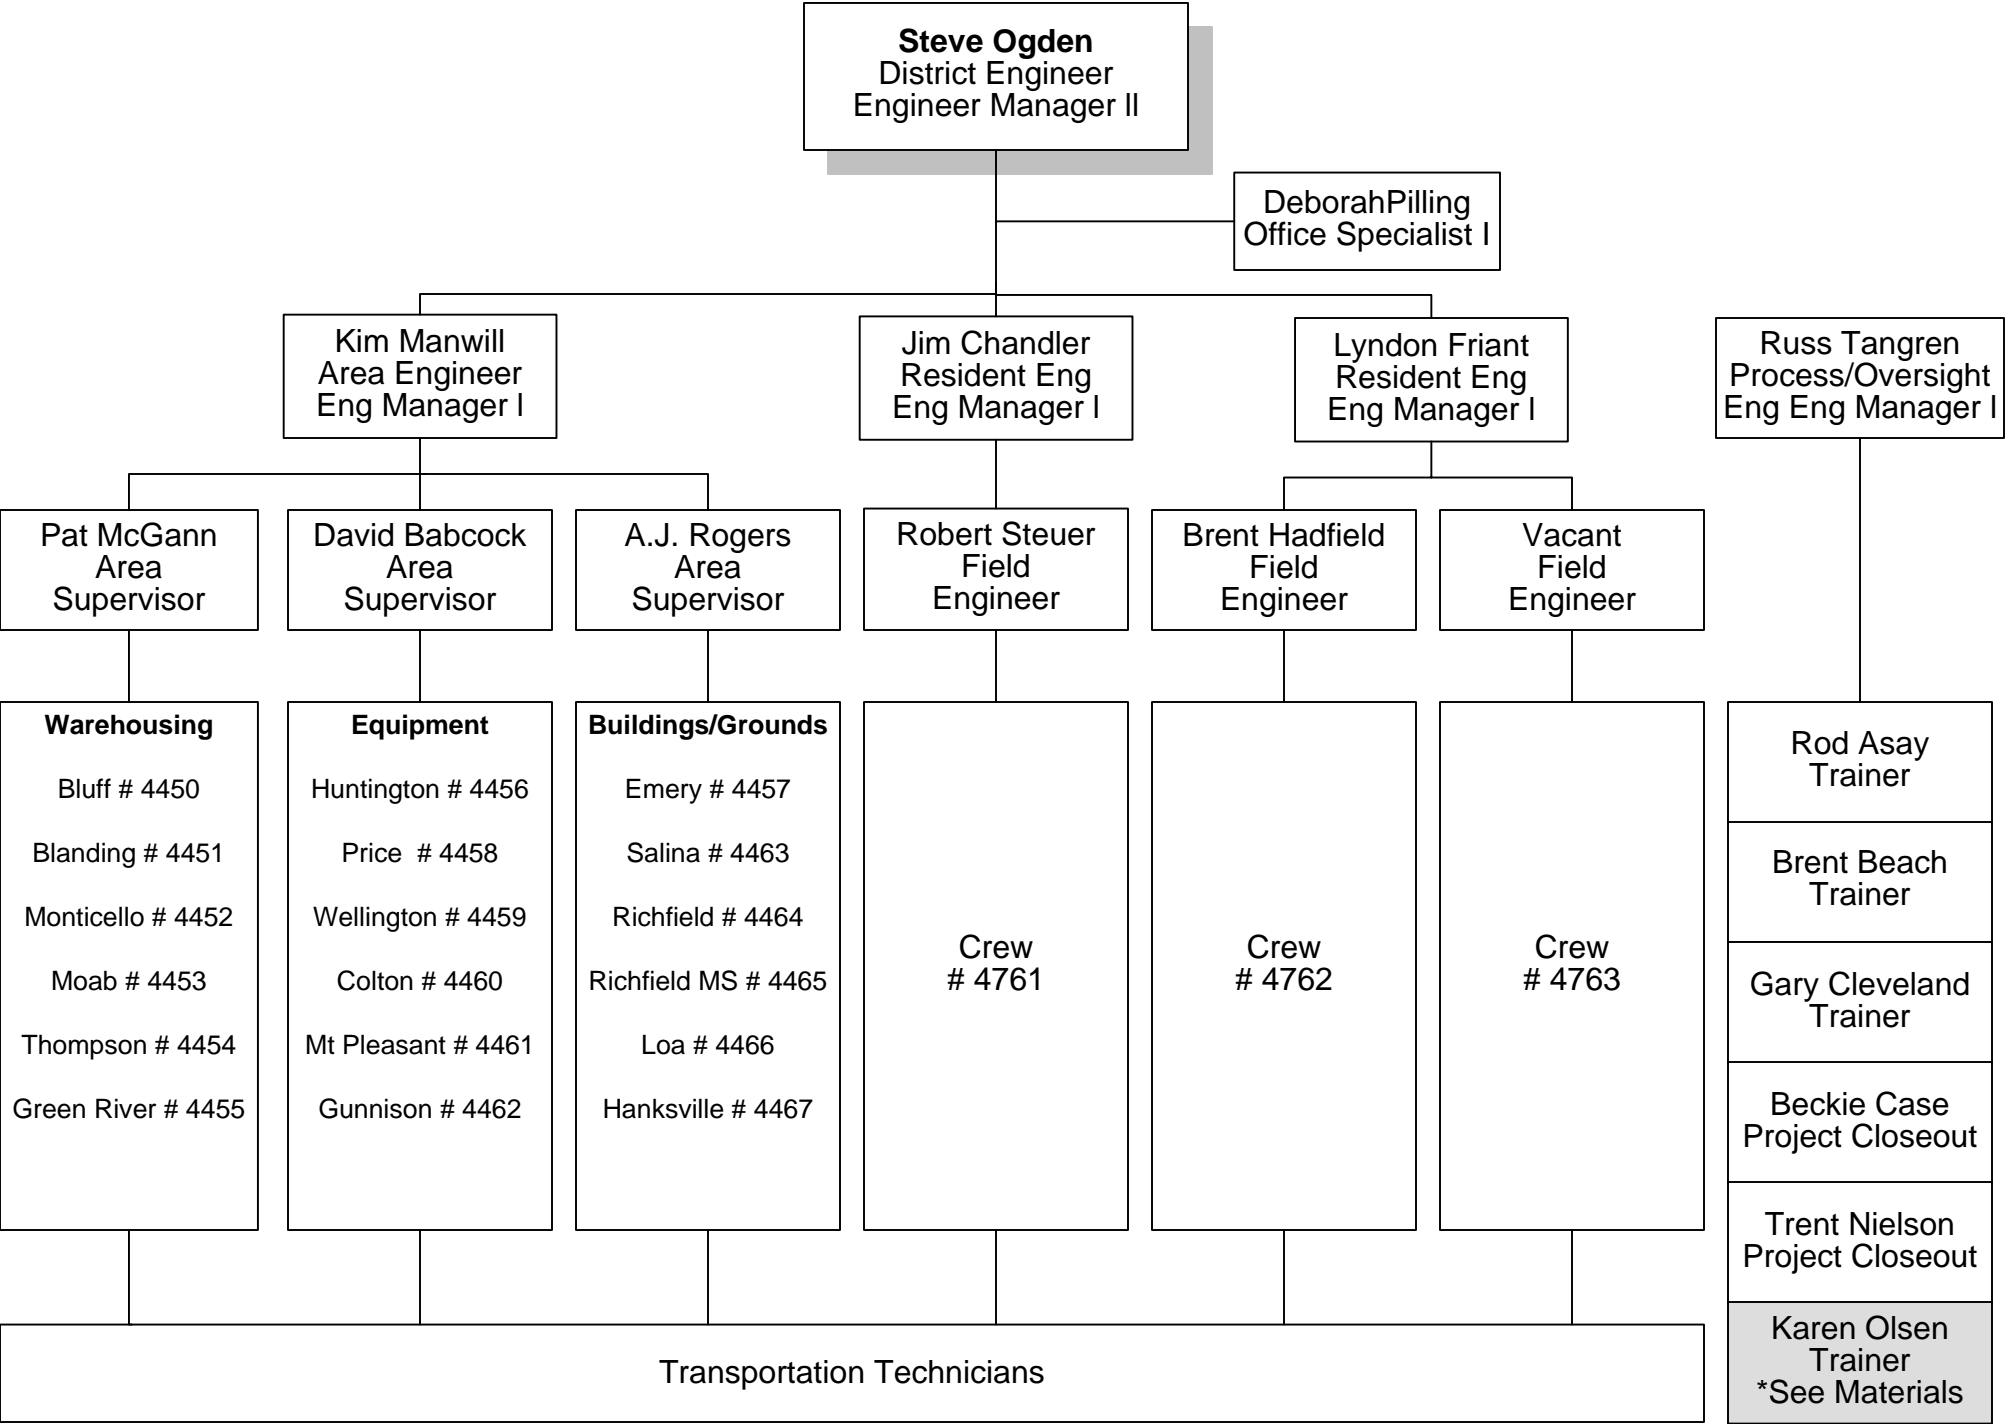 Steve Ogden
District Engineer
Engineer Manager ll
DeborahPilling
Office Specialist I
Kim Manwill
Area Engineer
Eng Manager l
Jim Chandler
Resident Eng
Eng Manager l
Lyndon Friant
Resident Eng
Eng Manager l
Russ Tangren
Process/Oversight
Eng Eng Manager l
Pat McGann
Area
Supervisor
David Babcock
Area
Supervisor
A.J. Rogers
Area
Supervisor
Robert Steuer
Field
Engineer
Brent Hadfield
Field
Engineer
Vacant
Field
Engineer
Warehousing
Bluff # 4450
Blanding # 4451
Monticello # 4452
Moab # 4453
Thompson # 4454
Green River # 4455
Equipment
Huntington # 4456
Price # 4458
Wellington # 4459
Colton # 4460
Mt Pleasant # 4461
Gunnison # 4462
Buildings/Grounds
Emery # 4457
Salina # 4463
Richfield # 4464
Richfield MS # 4465
Loa # 4466
Hanksville # 4467
Crew
# 4761
Crew
# 4762
Crew
# 4763
Rod Asay
Trainer
Brent Beach
Trainer
Gary Cleveland
Trainer
Beckie Case
Project Closeout
Trent Nielson
Project Closeout
Karen Olsen
Trainer
*See Materials
Transportation Technicians